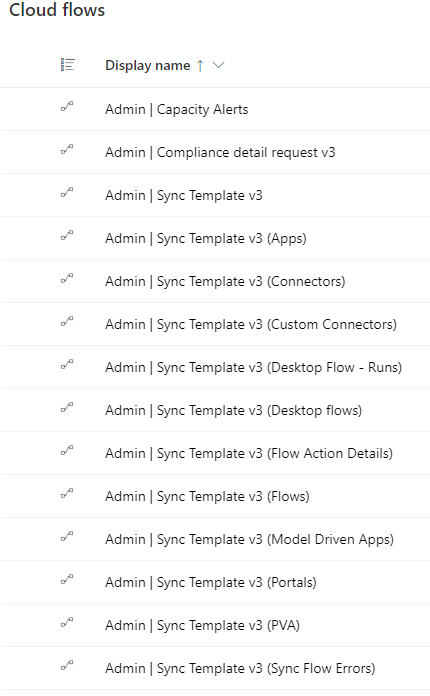 Cloud flows
Display name ↑
Admin | Capacity Alerts
Admin | Compliance detail request v3
Admin | Sync Template v3
Admin | Sync Template v3 (Apps)
Admin | Sync Template v3 (Connectors)
Admin | Sync Template v3 (Custom Connectors)
Admin | Sync Template v3 (Desktop Flow - Runs)
Admin | Sync Template v3 (Desktop flows)
Admin | Sync Template v3 (Flow Action Details)
Admin | Sync Template v3 (Flows)
Admin | Sync Template v3 (Model Driven Apps)
Admin | Sync Template v3 (Portals)
Admin | Sync Template v3 (PVA)
Admin | Sync Template v3 (Sync Flow Errors)